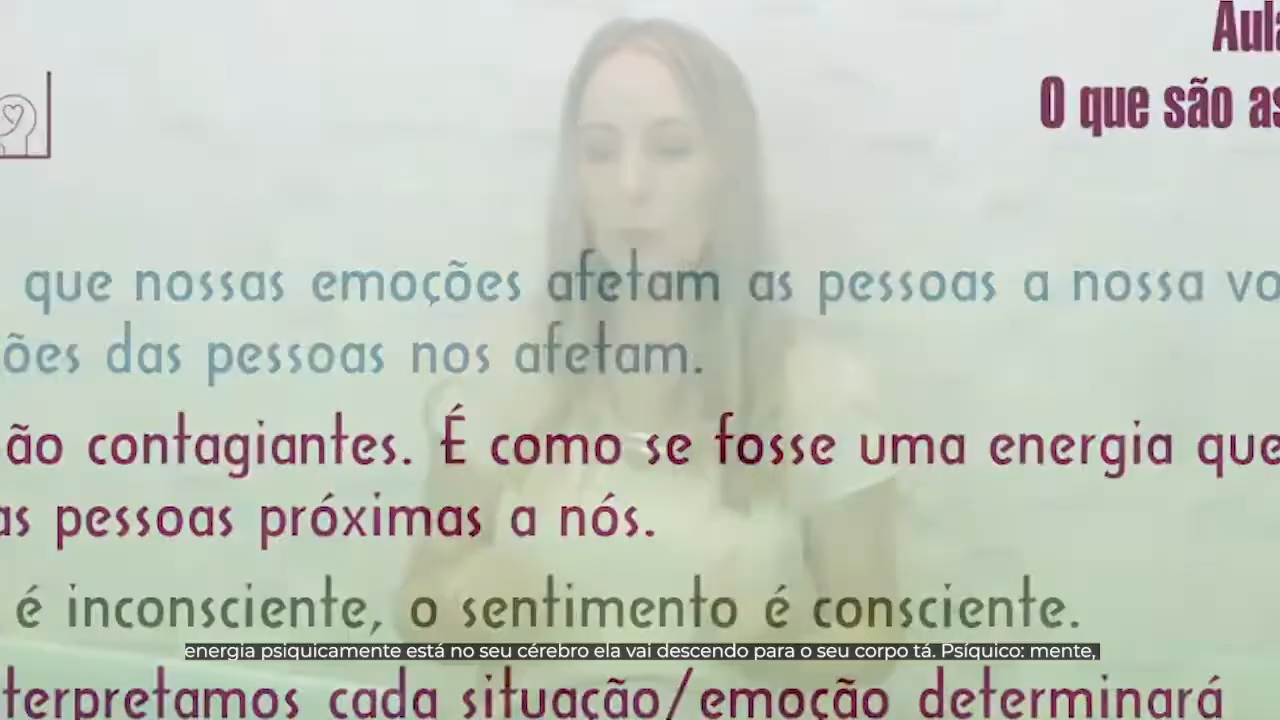 Aula
O que são as
que nossas emoções afetam as pessoas a nossa vo
ões das pessoas nos afetam.
ão contagiantes. É como se fosse uma energia que
as pessoas próximas a nós.
é inconsciente, o sentimento é consciente.
energia psiquicamente está no seu cérebro ela vai descendo para o seu corpo tá. Psíquico: mente,
terpretamos cada situação/emoção determinará